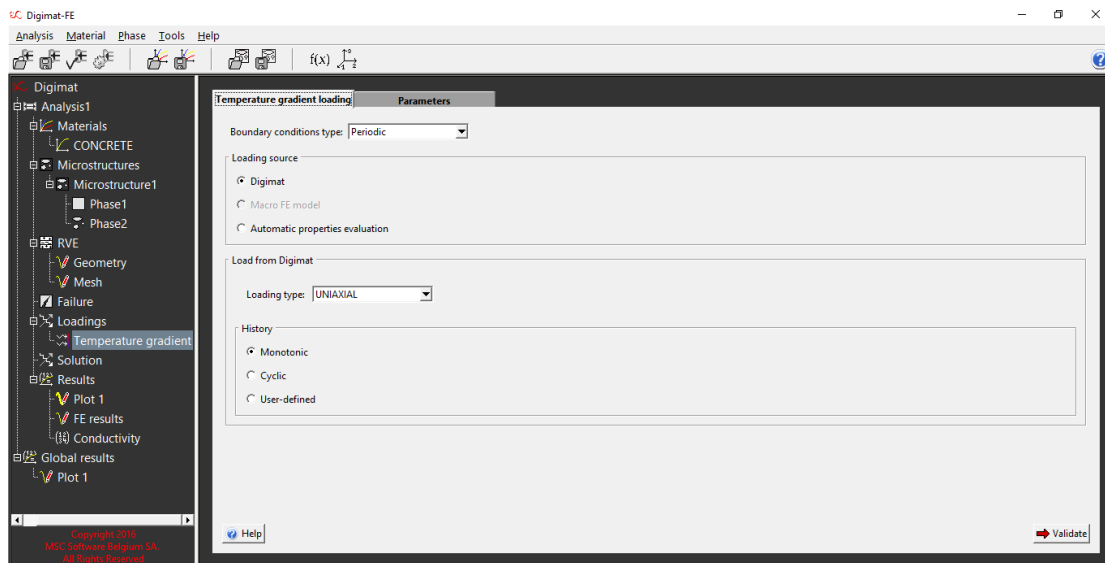 Digimat-FE
Analysis Material Phase Tools Help
f(x)
Digimat
Analysis1
Materials
CONCRETE
Microstructures
Microstructure1
Phase1
Phase2
RVE
Geometry
Mesh
Failure
Loadings
Temperature gradient
Solution
Results
Plot 1
FE results
Conductivity
Global results
Plot 1
Copyright 2016
MSC Software Belgium SA.
All Rights Reserved
Temperature gradient loading Parameters
Boundary conditions type: Periodic
Loading source
Digimat
Macro FE model
Automatic properties evaluation
Load from Digimat
Loading type: UNIAXIAL
History
Monotonic
Cyclic
User-defined
Help
Validate